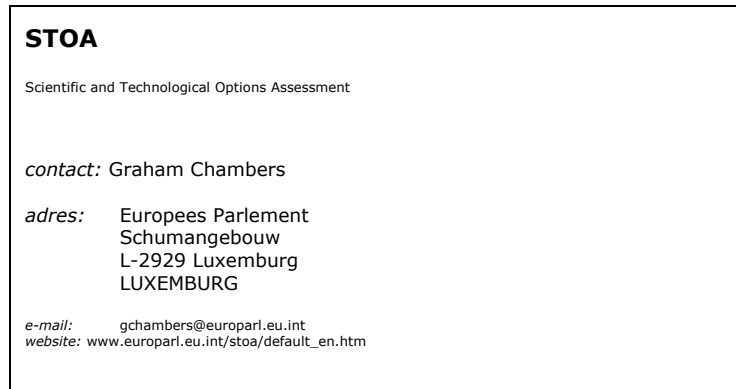 STOA
Scientific and Technological Options Assessment
contact: Graham Chambers
adres: Europees Parlement
Schumangebouw
L-2929 Luxemburg
LUXEMBURG
e-mail: gchambers@europarl.eu.int
website: www.europarl.eu.int/stoa/default_en.htm